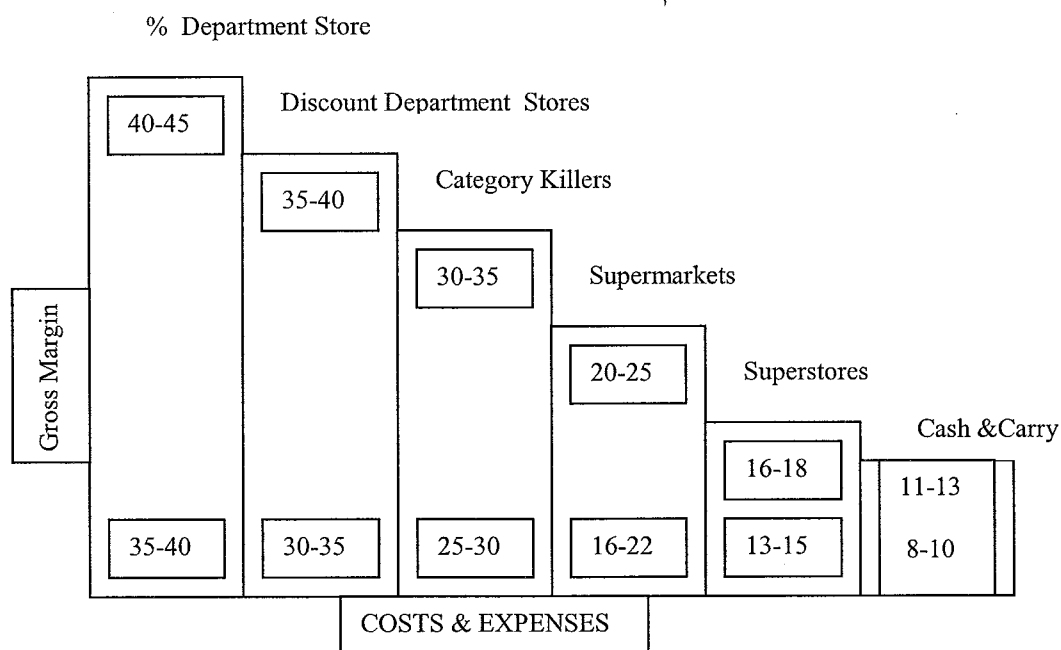 % Department Store
Discount Department Stores
40-45
Category Killers
35-40
30-35
Supermarkets
Gross Margin
20-25
Superstores
Cash &Carry
16-18
11-13
35-40
30-35
25-30
16-22
13-15
8-10
COSTS & EXPENSES